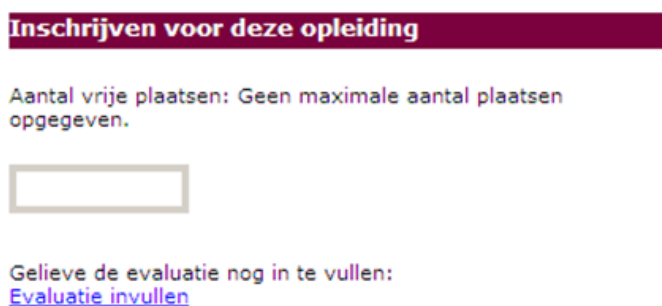 Inschrijven voor deze opleiding
Aantal vrije plaatsen: Geen maximale aantal plaatsen
opgegeven.
Gelieve de evaluatie nog in te vullen:
Evaluatie invullen